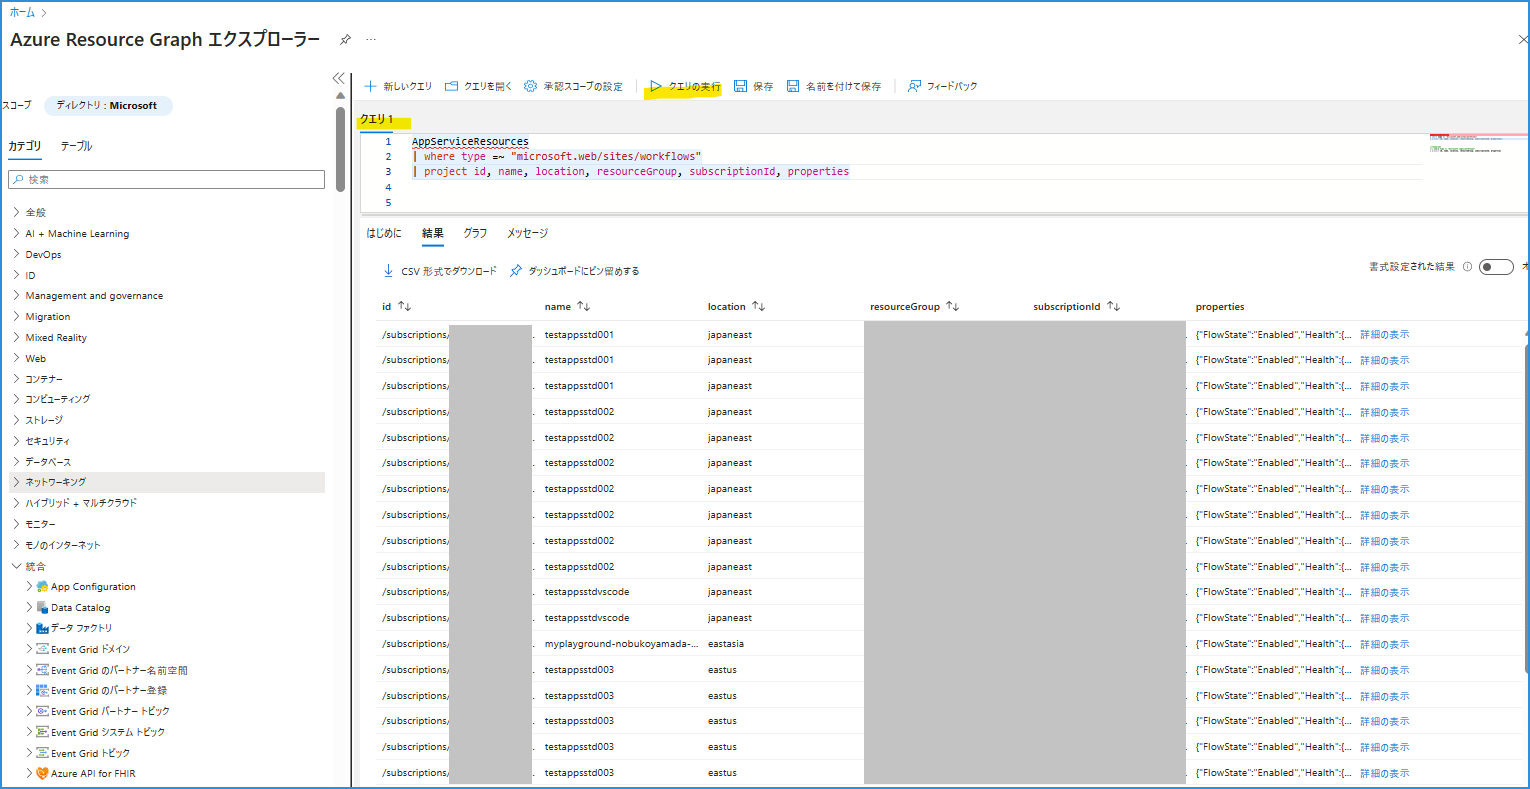 ホーム >
Azure Resource Graph エクスプローラー ...
スコープ ディレクトリ : Microsoft
カテゴリ テーブル
検索
全般
AI + Machine Learning
DevOps
ID
Management and governance
Migration
Mixed Reality
Web
コンテナー
コンピューティング
ストレージ
セキュリティ
データベース
ネットワーキング
ハイブリッド + マルチクラウド
モニター
モノのインターネット
統合
App Configuration
Data Catalog
データ ファクトリ
Event Grid ドメイン
Event Grid のパートナー名前空間
Event Grid のパートナー登録
Event Grid パートナー トピック
Event Grid システム トピック
Event Grid トピック
Azure API for FHIR
新しいクエリ クエリを開く 承認スコープの設定 クエリの実行 保存 名前を付けて保存 フィードバック
クエリ 1
1 AppServiceResources
2 | where type =~ "microsoft.web/sites/workflows"
3 | project id, name, location, resourceGroup, subscriptionId, properties
4
5
はじめに 結果 グラフ メッセージ
CSV 形式でダウンロード ダッシュボードにピン留めする 書式設定された結果
id name location resourceGroup subscriptionId properties
/subscriptions/ testappsstd001 japaneast {"FlowState":"Enabled","Health":{... 詳細の表示
/subscriptions/ testappsstd001 japaneast {"FlowState":"Enabled","Health":{... 詳細の表示
/subscriptions/ testappsstd001 japaneast {"FlowState":"Enabled","Health":{... 詳細の表示
/subscriptions/ testappsstd002 japaneast {"FlowState":"Enabled","Health":{... 詳細の表示
/subscriptions/ testappsstd002 japaneast {"FlowState":"Enabled","Health":{... 詳細の表示
/subscriptions/ testappsstd002 japaneast {"FlowState":"Enabled","Health":{... 詳細の表示
/subscriptions/ testappsstd002 japaneast {"FlowState":"Enabled","Health":{... 詳細の表示
/subscriptions/ testappsstd002 japaneast {"FlowState":"Enabled","Health":{... 詳細の表示
/subscriptions/ testappsstd002 japaneast {"FlowState":"Enabled","Health":{... 詳細の表示
/subscriptions/ testappsstd002 japaneast {"FlowState":"Enabled","Health":{... 詳細の表示
/subscriptions/ testappsstdvscode japaneast {"FlowState":"Enabled","Health":{... 詳細の表示
/subscriptions/ testappsstdvscode japaneast {"FlowState":"Enabled","Health":{... 詳細の表示
/subscriptions/ myplayground-nobukoyamada-... eastasia {"FlowState":"Enabled","Health":{... 詳細の表示
/subscriptions/ testappsstd003 eastus {"FlowState":"Enabled","Health":{... 詳細の表示
/subscriptions/ testappsstd003 eastus {"FlowState":"Enabled","Health":{... 詳細の表示
/subscriptions/ testappsstd003 eastus {"FlowState":"Enabled","Health":{... 詳細の表示
/subscriptions/ testappsstd003 eastus {"FlowState":"Enabled","Health":{... 詳細の表示
/subscriptions/ testappsstd003 eastus {"FlowState":"Enabled","Health":{... 詳細の表示